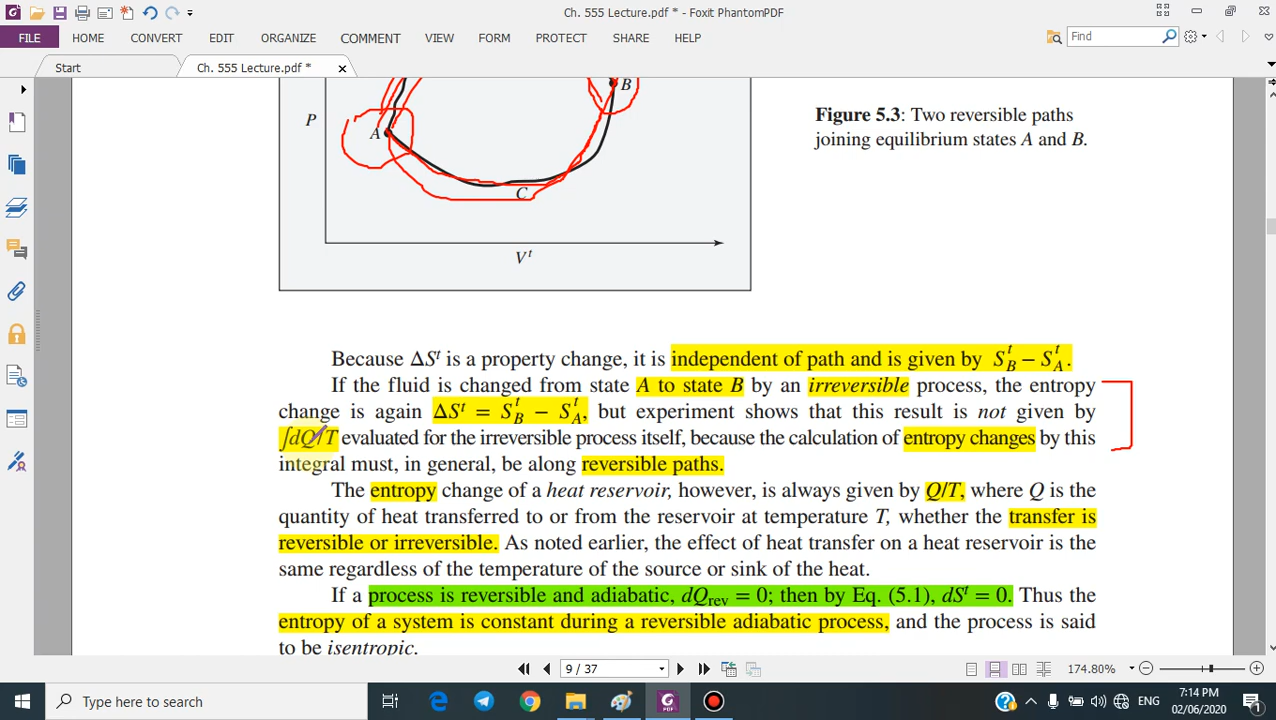 Ch. 555 Lecture.pdf * - Foxit PhantomPDF
FILE HOME CONVERT EDIT ORGANIZE COMMENT VIEW FORM PROTECT SHARE HELP Find
Start Ch. 555 Lecture.pdf *
B
P
A
C
Vᵗ
Figure 5.3: Two reversible paths
joining equilibrium states A and B.
Because ΔSᵗ is a property change, it is independent of path and is given by S_B^t − S_A^t.
If the fluid is changed from state A to state B by an irreversible process, the entropy
change is again ΔSᵗ = S_B^t − S_A^t, but experiment shows that this result is not given by
∫dQ/T evaluated for the irreversible process itself, because the calculation of entropy changes by this
integral must, in general, be along reversible paths.
The entropy change of a heat reservoir, however, is always given by Q/T, where Q is the
quantity of heat transferred to or from the reservoir at temperature T, whether the transfer is
reversible or irreversible. As noted earlier, the effect of heat transfer on a heat reservoir is the
same regardless of the temperature of the source or sink of the heat.
If a process is reversible and adiabatic, dQ_rev = 0; then by Eq. (5.1), dSᵗ = 0. Thus the
entropy of a system is constant during a reversible adiabatic process, and the process is said
to be isentropic.
9 / 37 174.80%
Type here to search
ENG
7:14 PM
02/06/2020
1